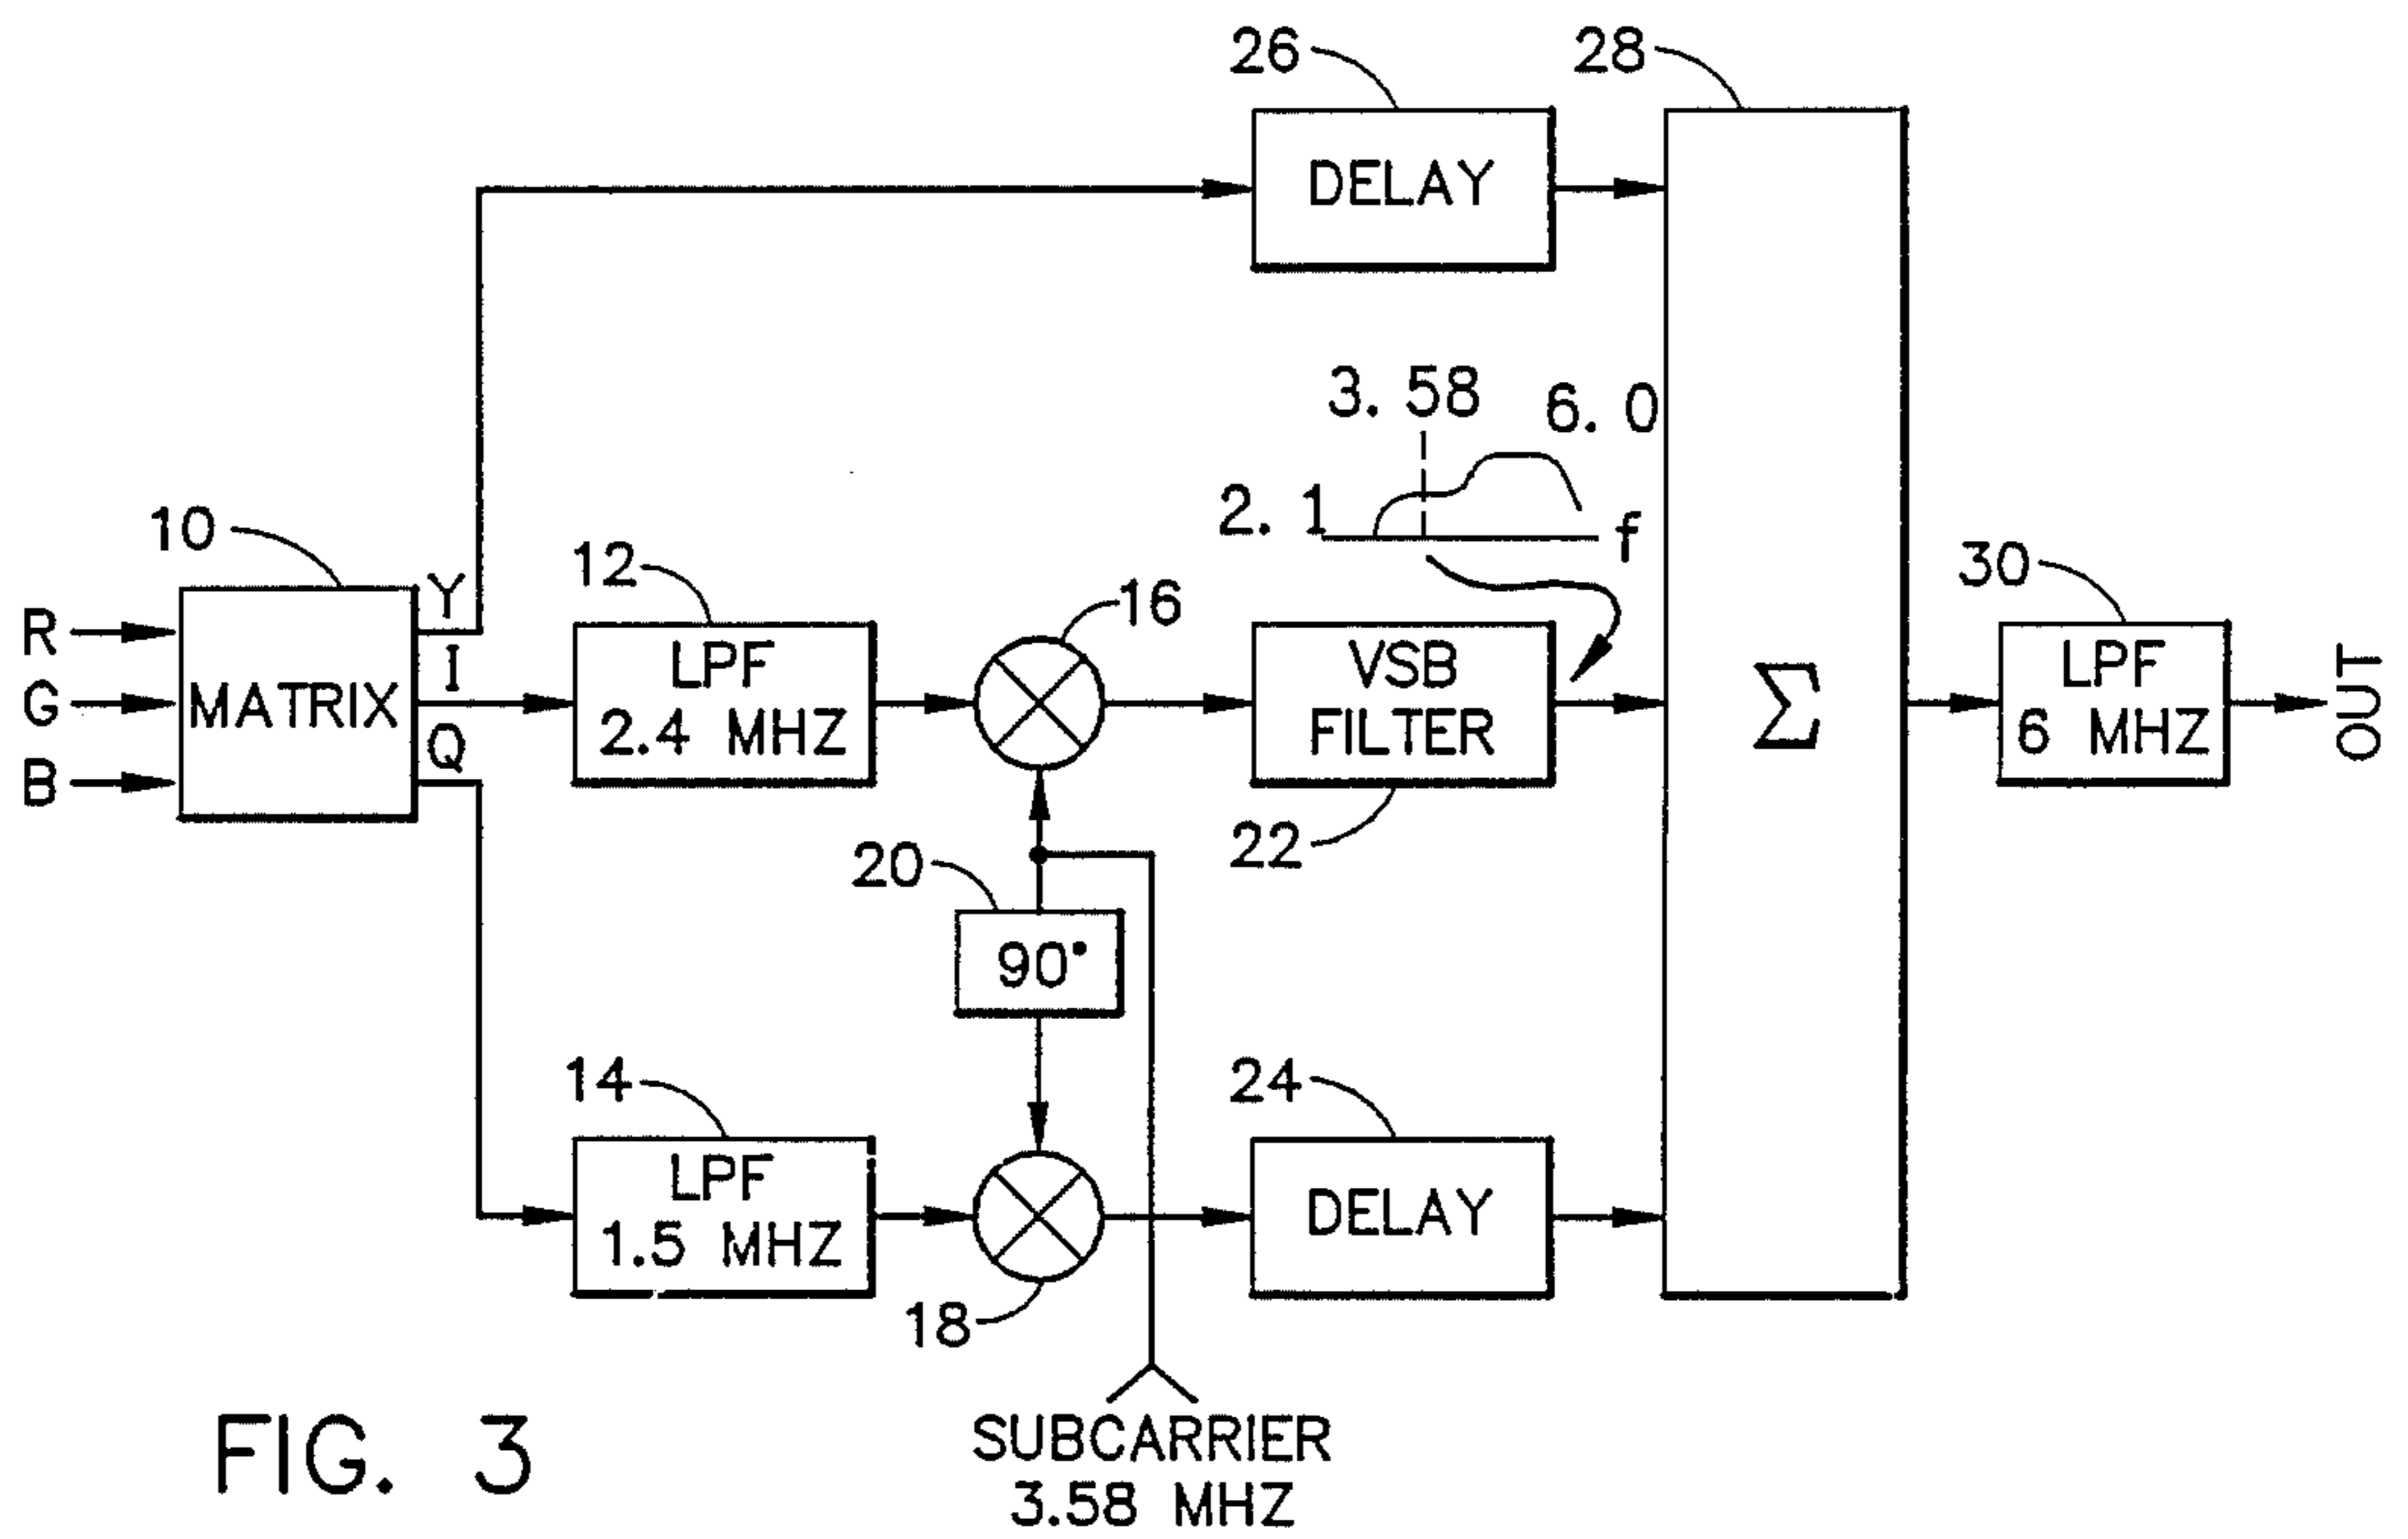 26
28
DELAY
3. 58
6. 0
2. 1
f
10
12
16
30
Y
R
I
G
MATRIX
Q
B
LPF
2.4 MHZ
VSB
FILTER
Σ
LPF
6 MHZ
OUT
20
22
90°
14
24
LPF
1.5 MHZ
DELAY
18
SUBCARRIER
3.58 MHZ
FIG. 3